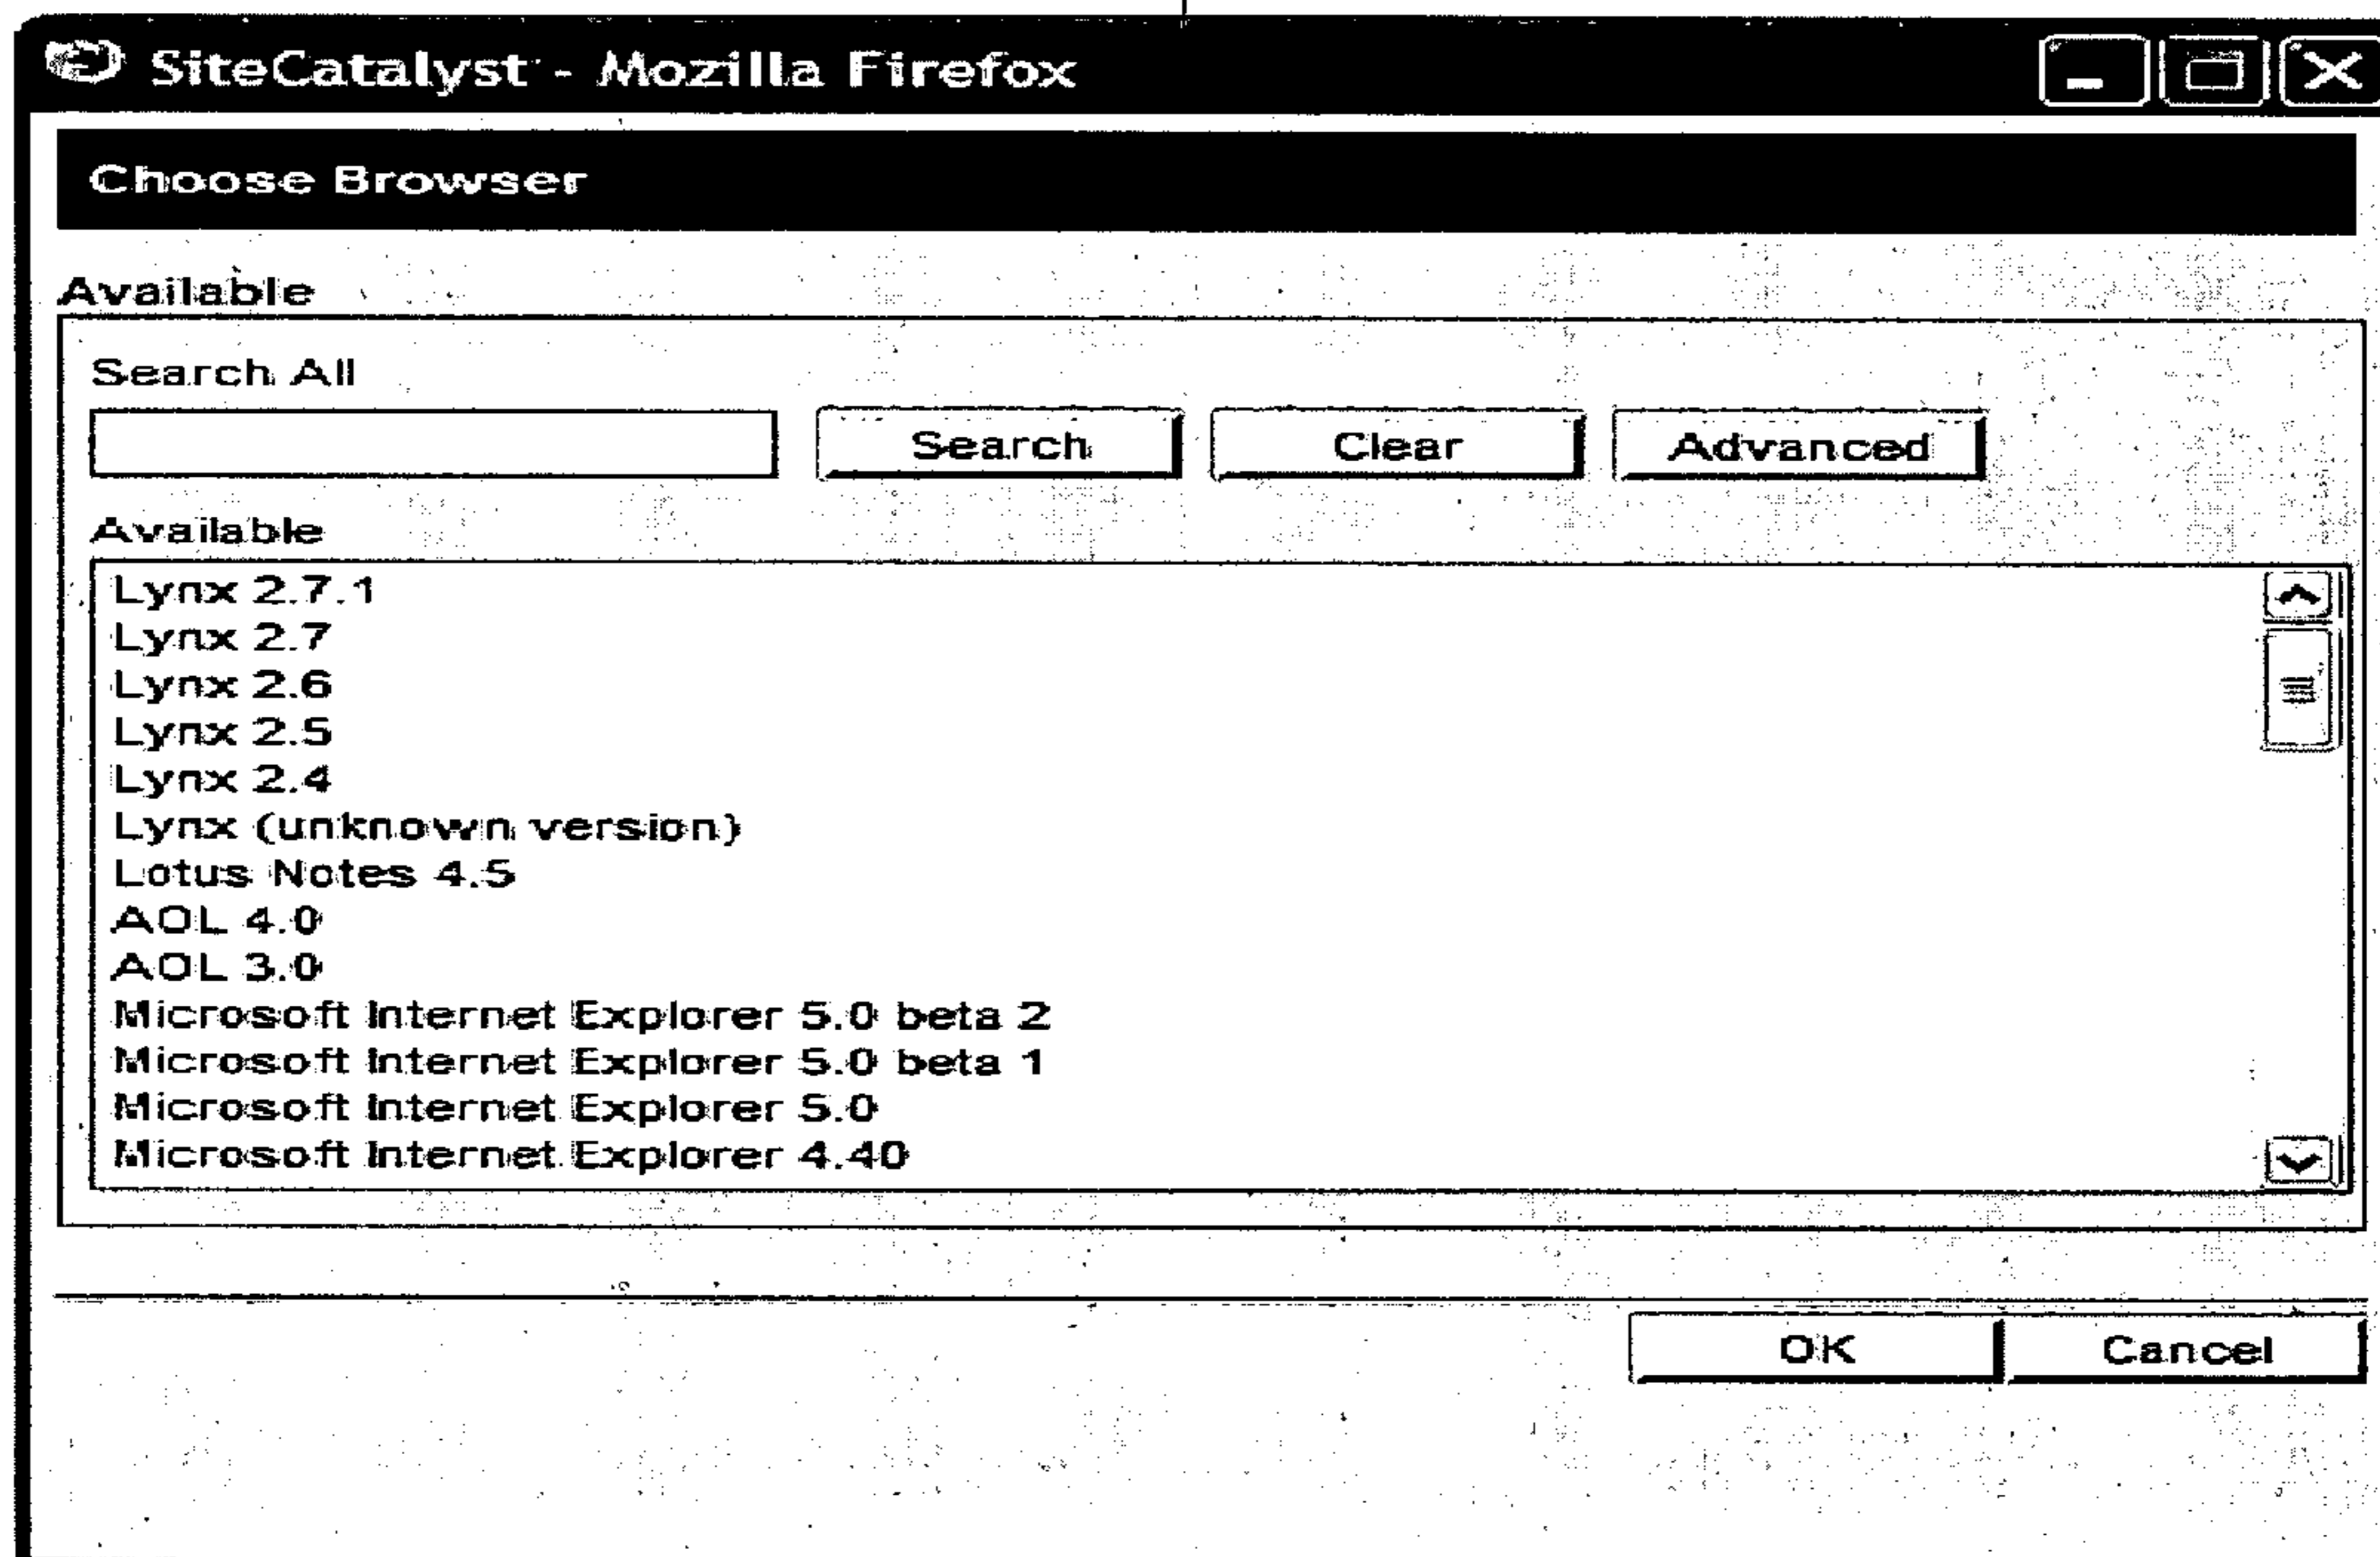 SiteCatalyst - Mozilla Firefox
Choose Browser
Available
Search All
Search Clear Advanced
Available
Lynx 2.7.1
Lynx 2.7
Lynx 2.6
Lynx 2.5
Lynx 2.4
Lynx (unknown version)
Lotus Notes 4.5
AOL 4.0
AOL 3.0
Microsoft Internet Explorer 5.0 beta 2
Microsoft Internet Explorer 5.0 beta 1
Microsoft Internet Explorer 5.0
Microsoft Internet Explorer 4.40
OK Cancel